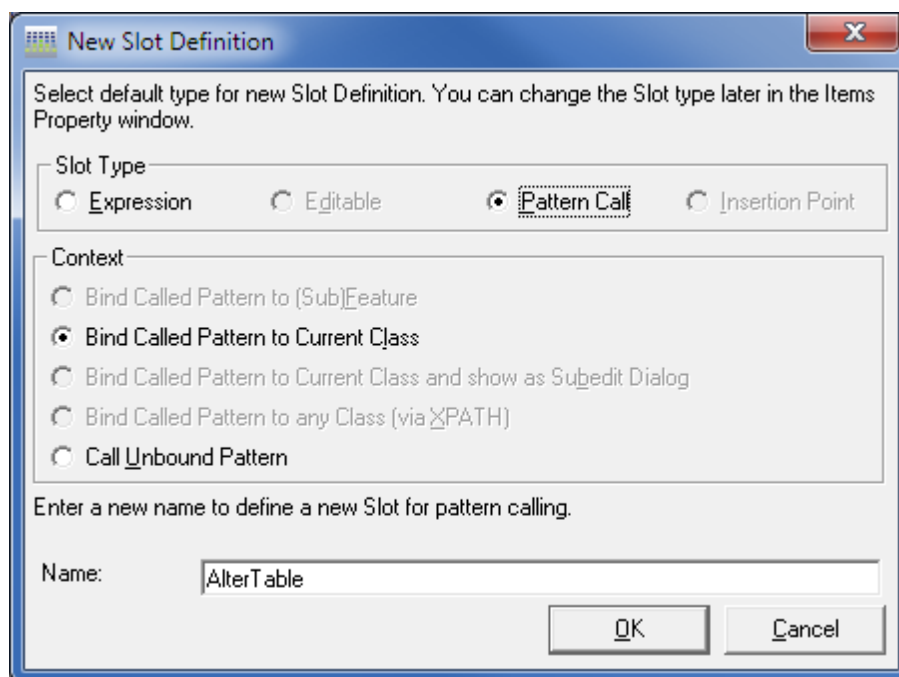 New Slot Definition
Select default type for new Slot Definition. You can change the Slot type later in the Items
Property window.
Slot Type
Expression Editable Pattern Call Insertion Point
Context
Bind Called Pattern to (Sub)Feature
Bind Called Pattern to Current Class
Bind Called Pattern to Current Class and show as Subedit Dialog
Bind Called Pattern to any Class (via XPATH)
Call Unbound Pattern
Enter a new name to define a new Slot for pattern calling.
Name: AlterTable
OK Cancel